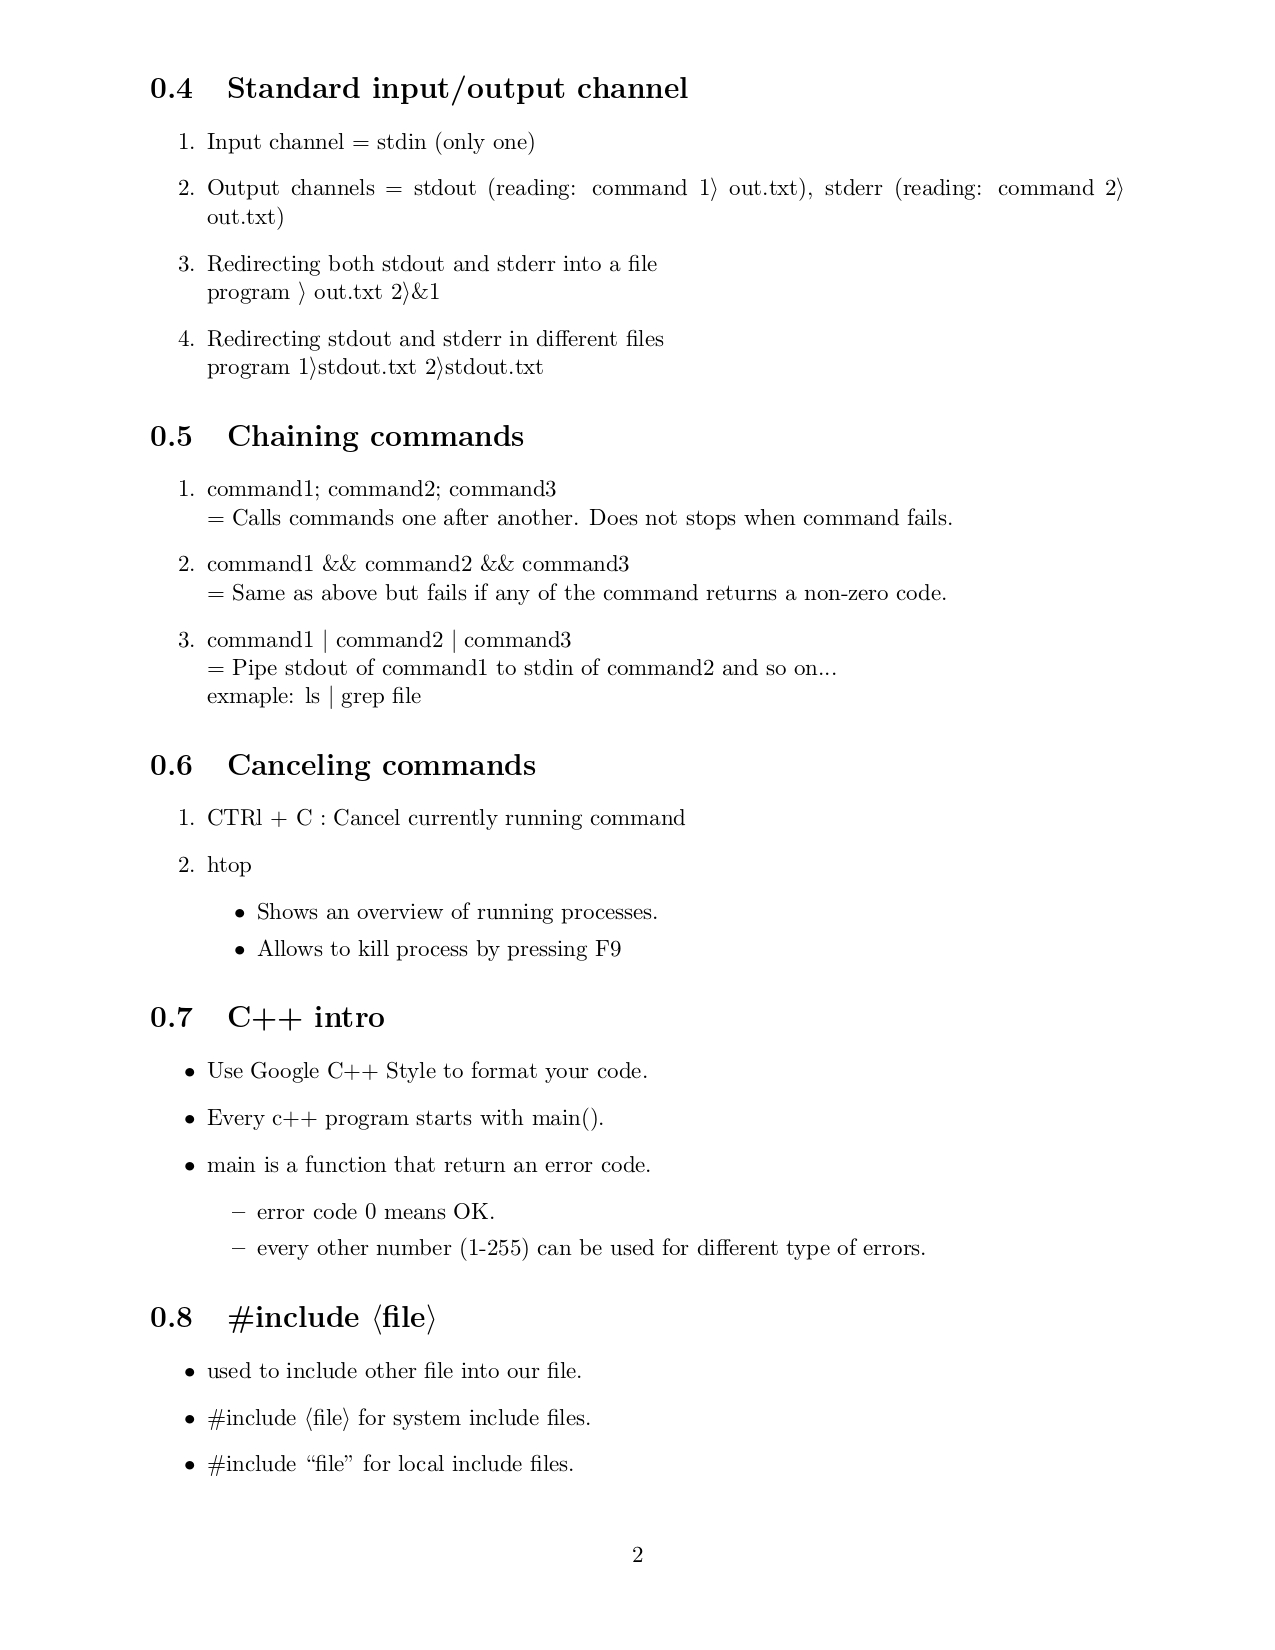 0.4 Standard input/output channel
1. Input channel = stdin (only one)
2. Output channels = stdout (reading: command 1⟩ out.txt), stderr (reading: command 2⟩
out.txt)
3. Redirecting both stdout and stderr into a file
program ⟩ out.txt 2⟩&1
4. Redirecting stdout and stderr in different files
program 1⟩stdout.txt 2⟩stdout.txt
0.5 Chaining commands
1. command1; command2; command3
= Calls commands one after another. Does not stops when command fails.
2. command1 && command2 && command3
= Same as above but fails if any of the command returns a non-zero code.
3. command1 | command2 | command3
= Pipe stdout of command1 to stdin of command2 and so on...
exmaple: ls | grep file
0.6 Canceling commands
1. CTRl + C : Cancel currently running command
2. htop
• Shows an overview of running processes.
• Allows to kill process by pressing F9
0.7 C++ intro
• Use Google C++ Style to format your code.
• Every c++ program starts with main().
• main is a function that return an error code.
– error code 0 means OK.
– every other number (1-255) can be used for different type of errors.
0.8 #include ⟨file⟩
• used to include other file into our file.
• #include ⟨file⟩ for system include files.
• #include “file” for local include files.
2